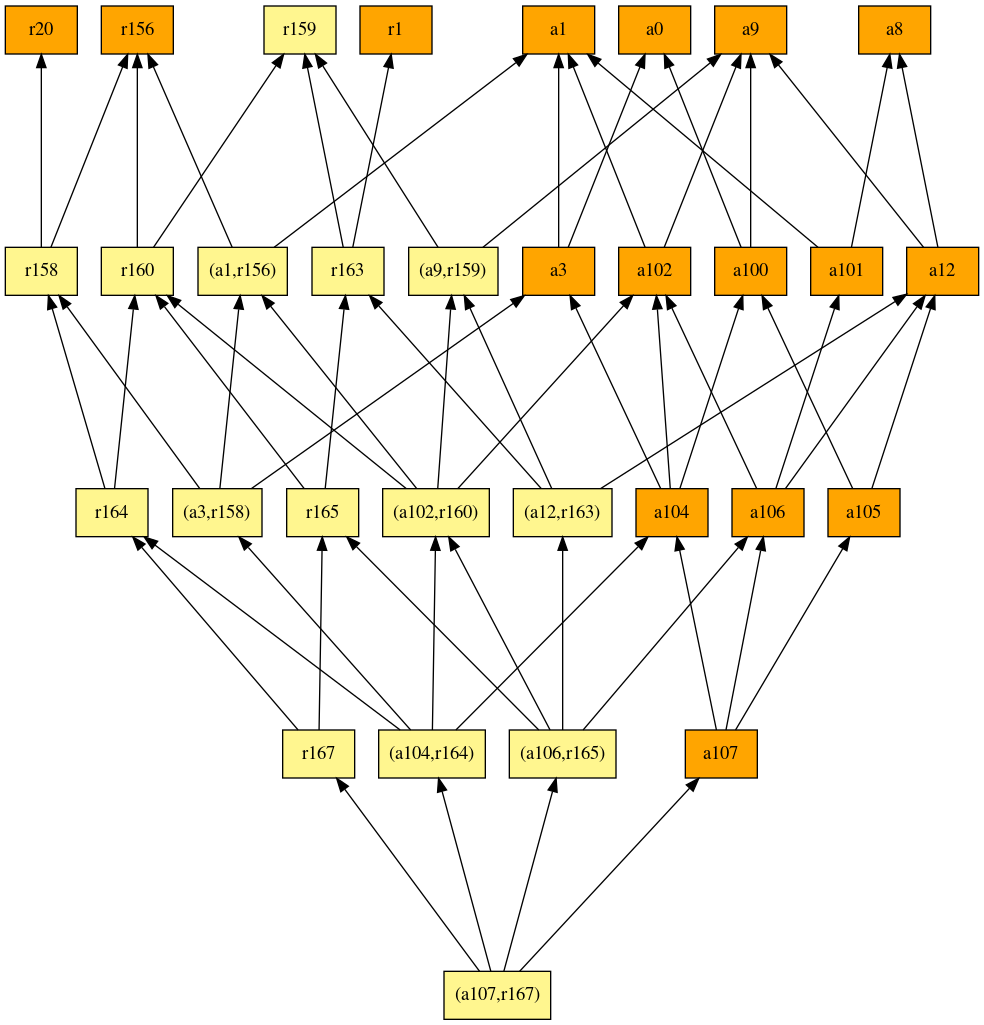 r20
r156
r159
r1
a1
a0
a9
a8
r158
r160
(a1,r156)
r163
(a9,r159)
a3
a102
a100
a101
a12
r164
(a3,r158)
r165
(a102,r160)
(a12,r163)
a104
a106
a105
r167
(a104,r164)
(a106,r165)
a107
(a107,r167)